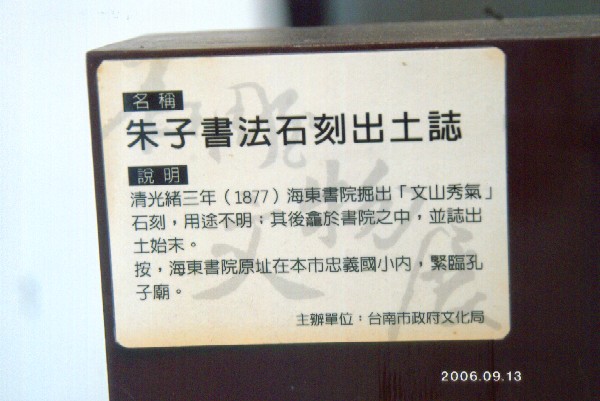 名稱
朱子書法石刻出土誌
說明
清光緒三年（1877）海東書院掘出「文山秀氣」
石刻，用途不明；其後龕於書院之中，並誌出
土始末。
按，海東書院原址在本市忠義國小內，緊臨孔
子廟。
主辦單位：台南市政府文化局
2006.09.13